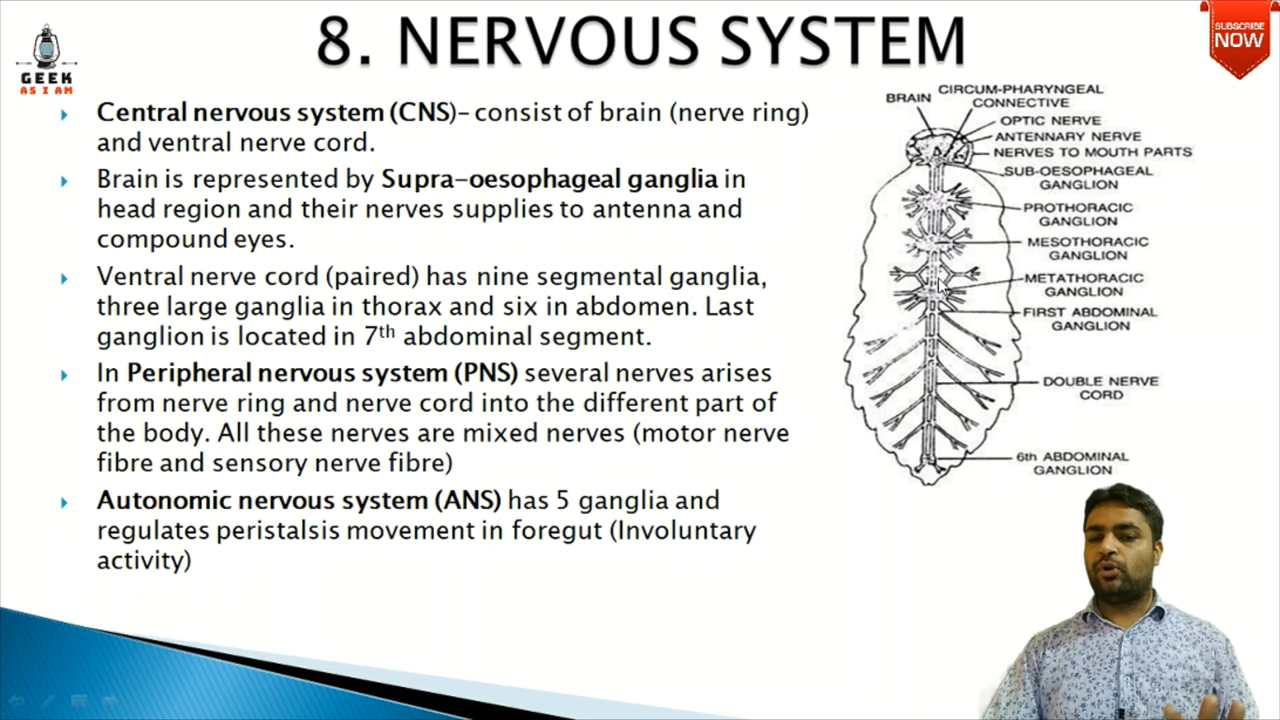 8. NERVOUS SYSTEM
GEEK
AS I AM
SUBSCRIBE
NOW
Central nervous system (CNS)– consist of brain (nerve ring)
and ventral nerve cord.
Brain is represented by Supra-oesophageal ganglia in
head region and their nerves supplies to antenna and
compound eyes.
Ventral nerve cord (paired) has nine segmental ganglia,
three large ganglia in thorax and six in abdomen. Last
ganglion is located in 7th abdominal segment.
In Peripheral nervous system (PNS) several nerves arises
from nerve ring and nerve cord into the different part of
the body. All these nerves are mixed nerves (motor nerve
fibre and sensory nerve fibre)
Autonomic nervous system (ANS) has 5 ganglia and
regulates peristalsis movement in foregut (Involuntary
activity)
BRAIN
CIRCUM-PHARYNGEAL
CONNECTIVE
OPTIC NERVE
ANTENNARY NERVE
NERVES TO MOUTH PARTS
SUB-OESOPHAGEAL
GANGLION
PROTHORACIC
GANGLION
MESOTHORACIC
GANGLION
METATHORACIC
GANGLION
FIRST ABDOMINAL
GANGLION
DOUBLE NERVE
CORD
6th ABDOMINAL
GANGLION